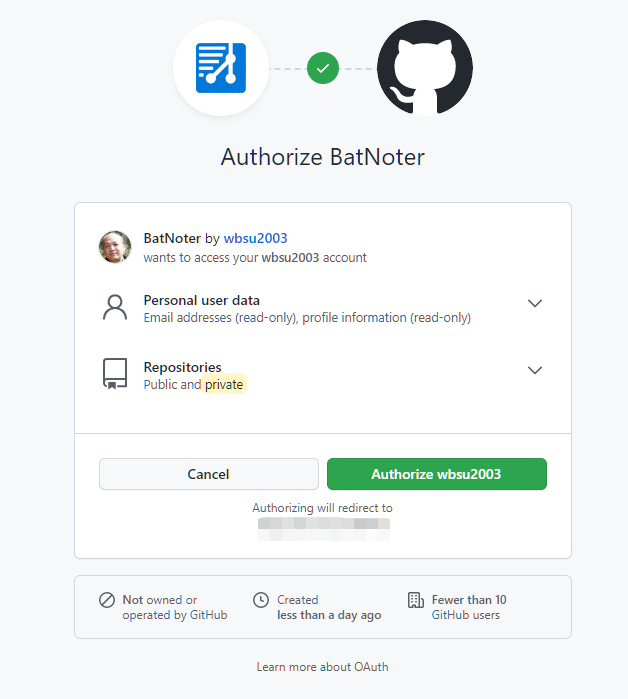 Authorize BatNoter
BatNoter by wbsu2003
wants to access your wbsu2003 account
Personal user data
Email addresses (read-only), profile information (read-only)
Repositories
Public and private
Cancel
Authorize wbsu2003
Authorizing will redirect to
Not owned or
operated by GitHub
Created
less than a day ago
Fewer than 10
GitHub users
Learn more about OAuth